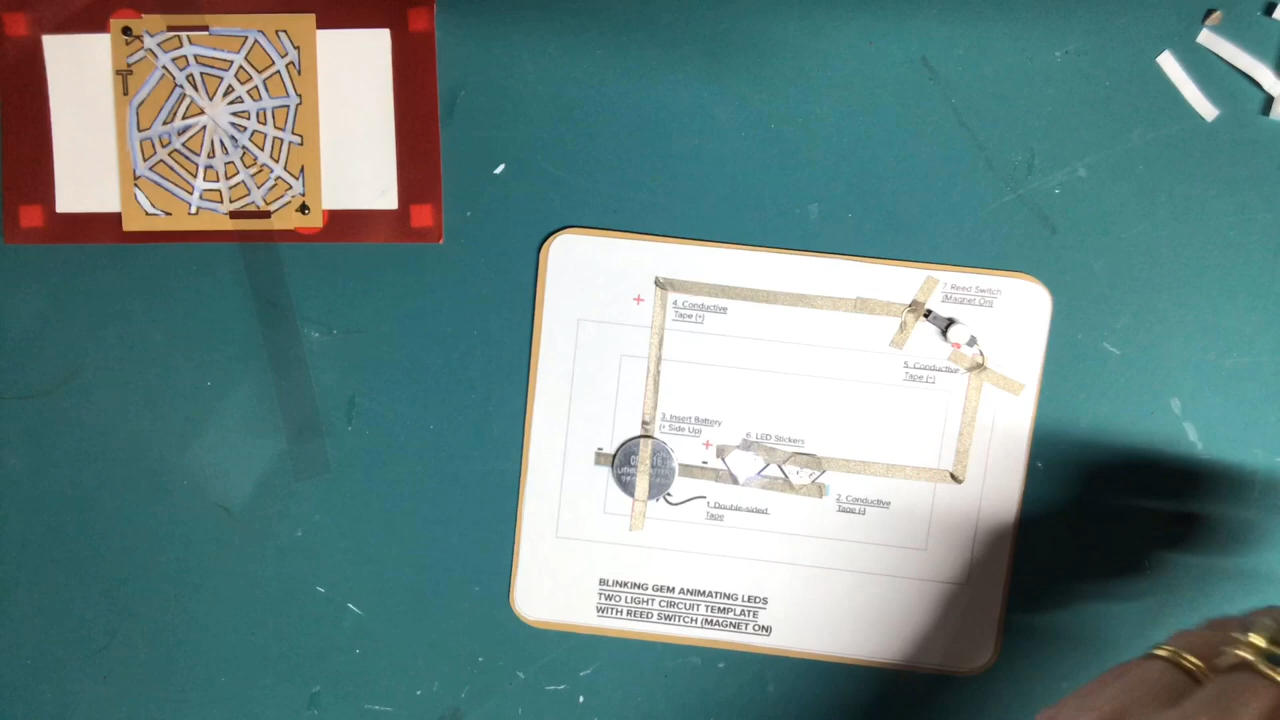 T
7. Reed Switch
(Magnet On)
+
4. Conductive
Tape (+)
5. Conductive
Tape (-)
3. Insert Battery
(+ Side Up)
+
6. LED Stickers
-
-
2. Conductive
Tape (-)
1. Double-sided
Tape
BLINKING GEM ANIMATING LEDS
TWO LIGHT CIRCUIT TEMPLATE
WITH REED SWITCH (MAGNET ON)